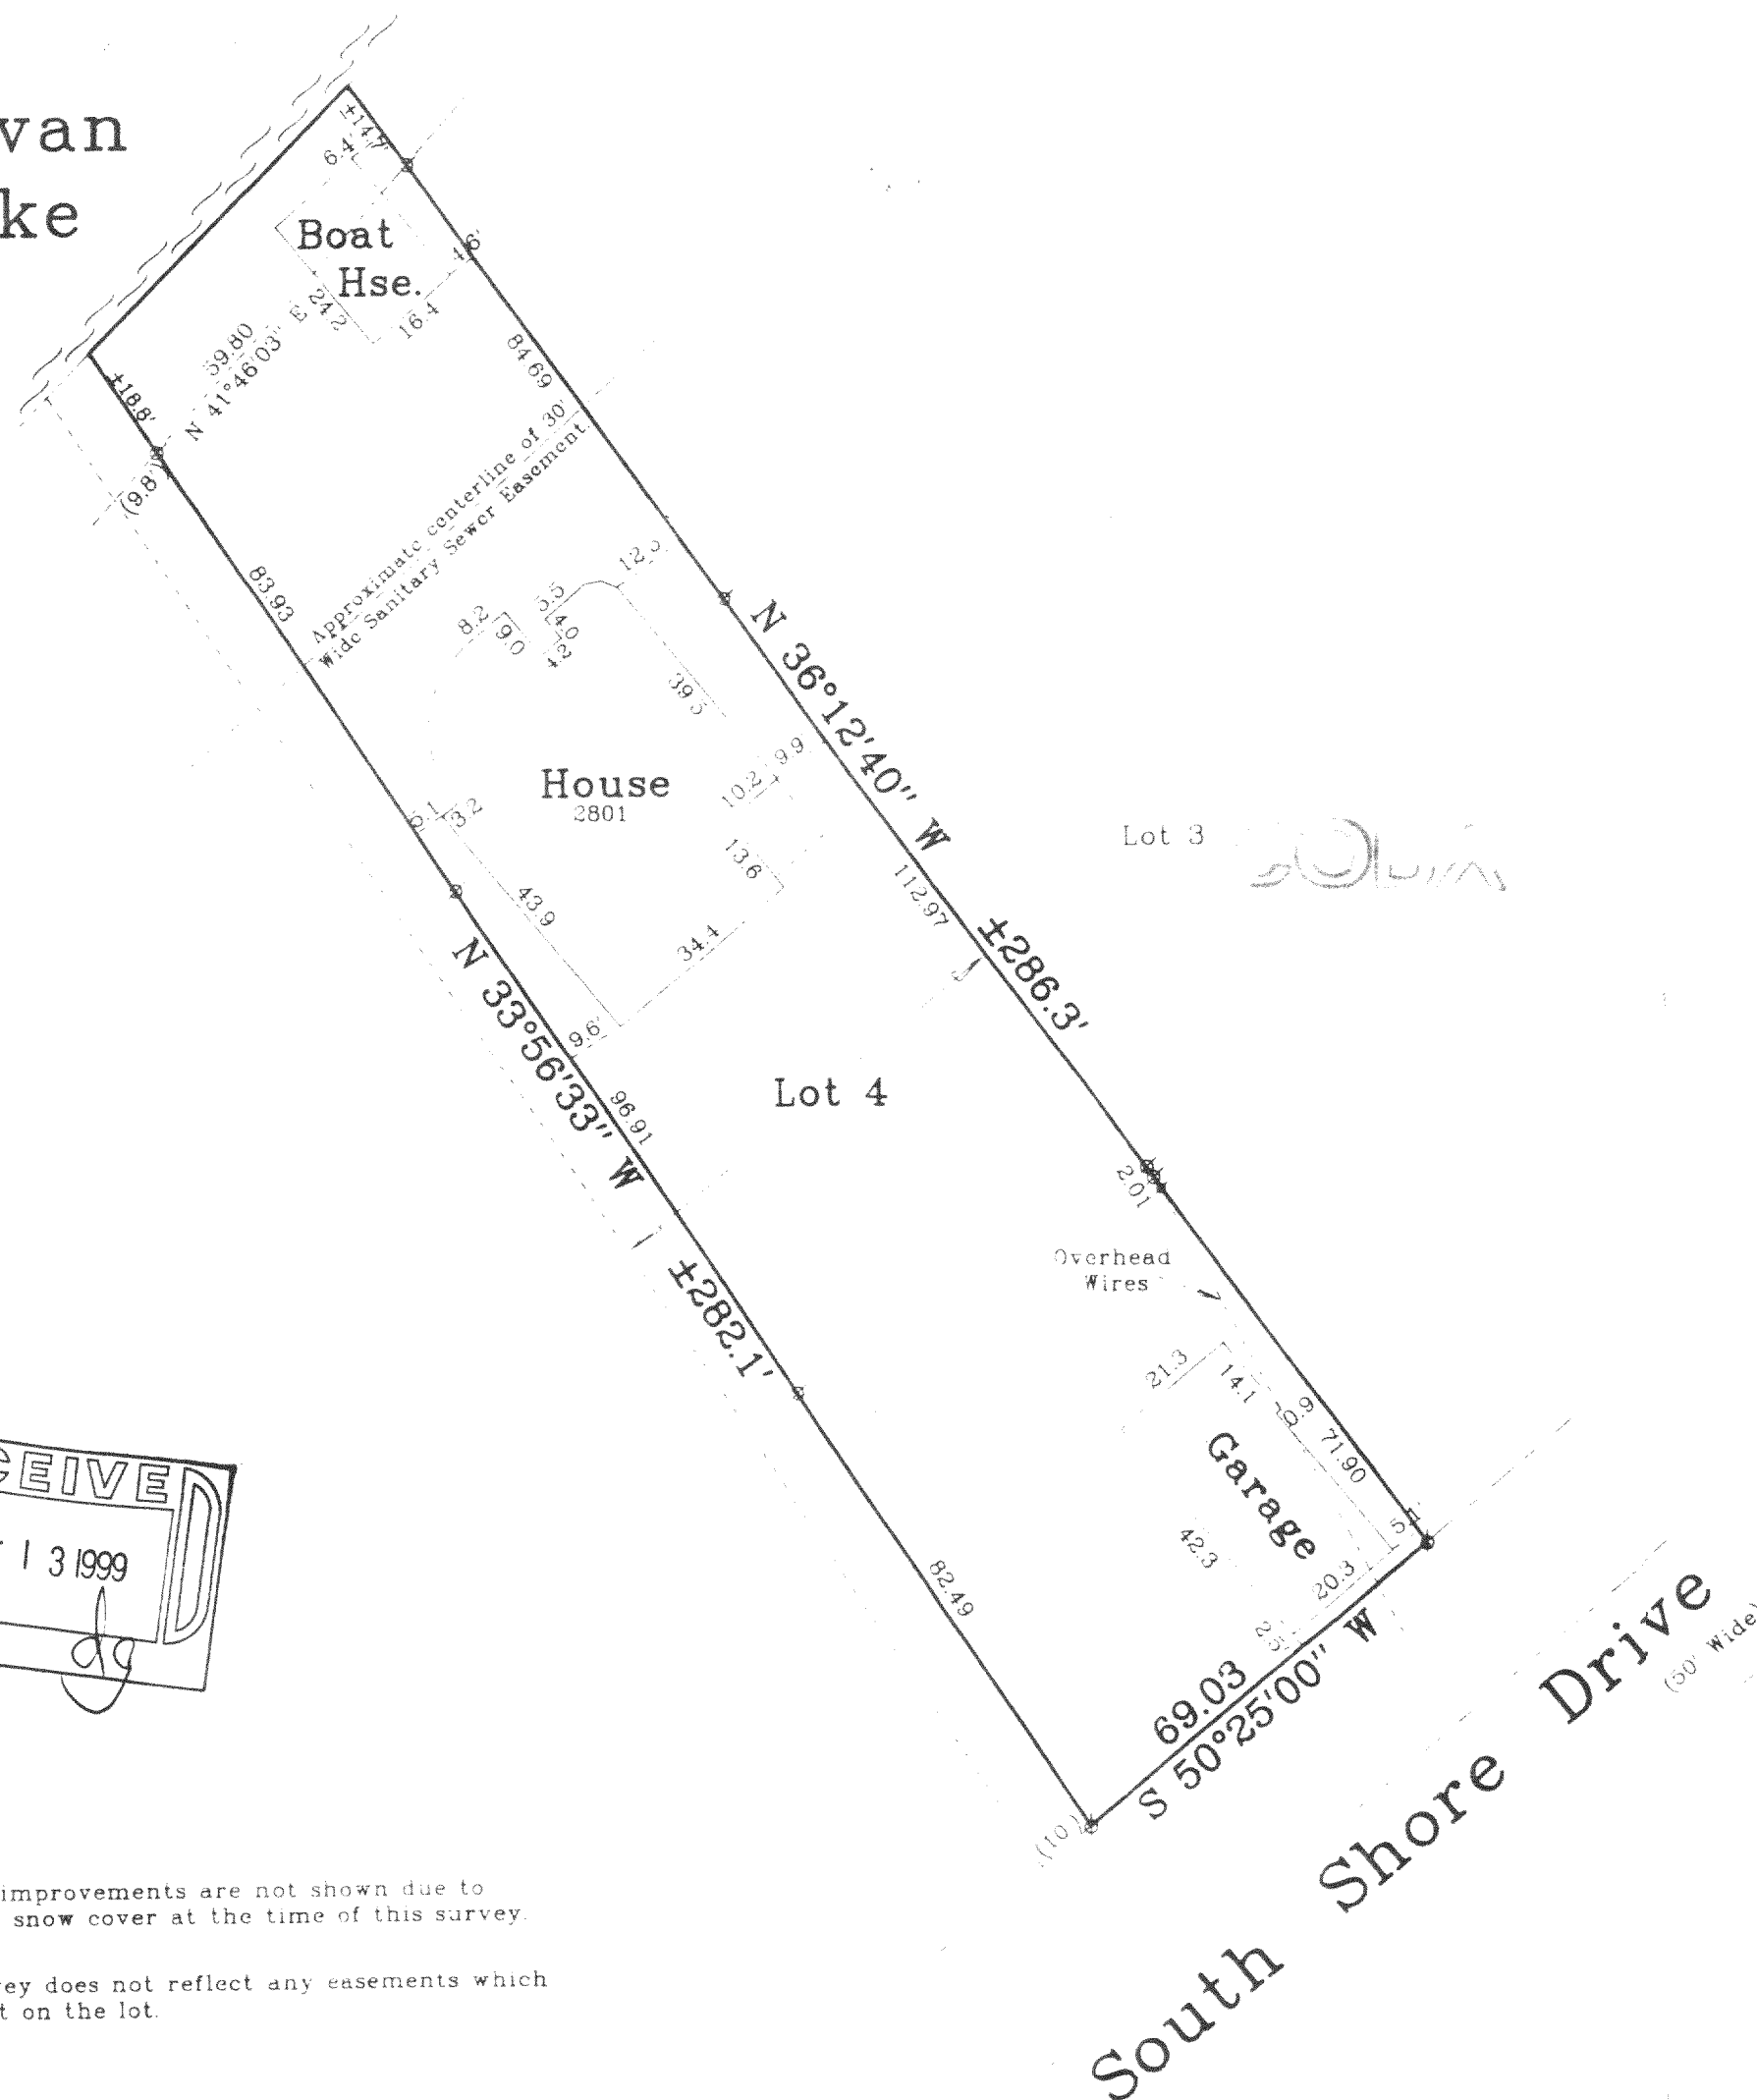 van
ke
±14.7'
6.4
Boat
Hse.
24.2
16.4
4.6'
59.80
N 41°46'03" E
±18.8'
(9.8')
84.69
83.93
Approximate centerline of 30'
Wide Sanitary Sewer Easement.
8.2
9.0
5.5
4.0
4.2
39.5
N 36°12'40" W
±286.3'
112.97
House
2801
10.2
9.9'
3.2
13.6
43.9
34.4
9.6'
Lot 3
N 33°56'33" W
±282.1'
96.91
Lot 4
2.01
Overhead
Wires
21.3
14.1
0.9
71.90
Garage
42.3
20.3
2.5'
82.49
69.03
S 50°25'00" W
(10')
South Shore Drive
(50' Wide)
CEIVED
1 3 1999
improvements are not shown due to
snow cover at the time of this survey.
ey does not reflect any easements which
t on the lot.